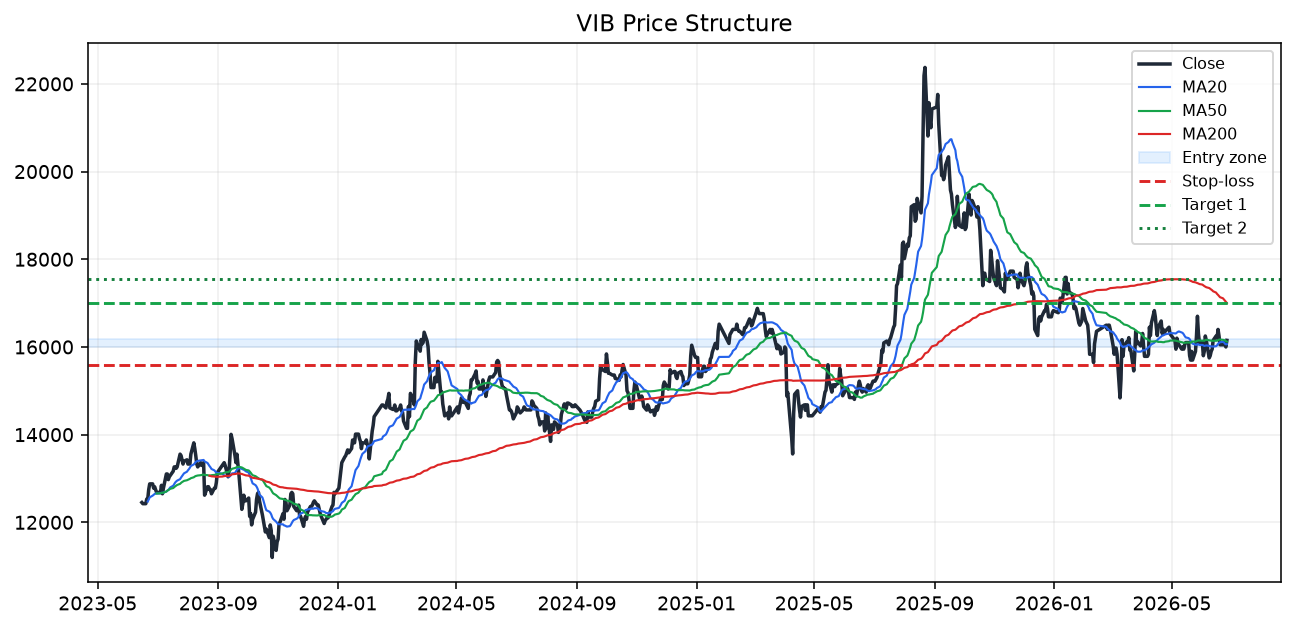 VIB Price Structure
Close
MA20
MA50
MA200
Entry zone
Stop-loss
Target 1
Target 2
22000
20000
18000
16000
14000
12000
2023-05
2023-09
2024-01
2024-05
2024-09
2025-01
2025-05
2025-09
2026-01
2026-05